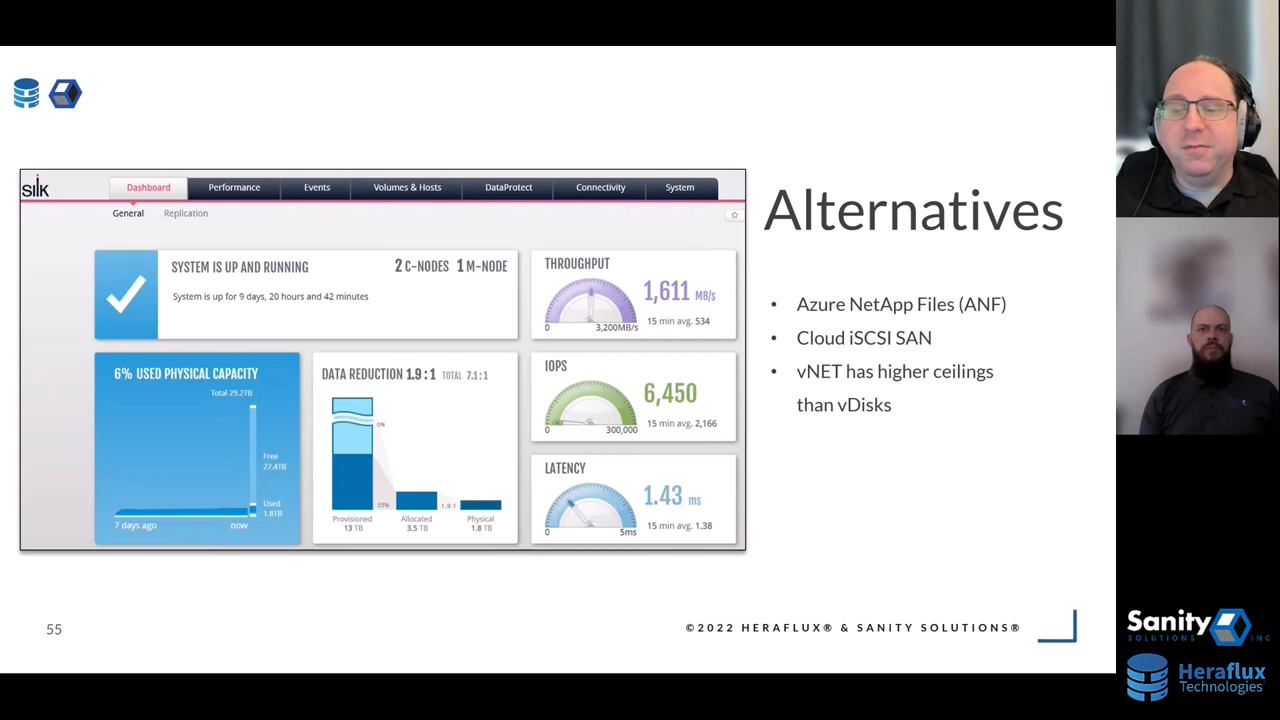 silk
Dashboard
Performance
Events
Volumes & Hosts
DataProtect
Connectivity
System
General
Replication
SYSTEM IS UP AND RUNNING
2 C-NODES 1 M-NODE
System is up for 9 days, 20 hours and 42 minutes
THROUGHPUT
1,611 MB/s
15 min avg. 534
0
3,200MB/s
6% USED PHYSICAL CAPACITY
Total 29.2TB
Free
27.4TB
Used
1.8TB
7 days ago
now
DATA REDUCTION 1.9 : 1 TOTAL 7.1:1
0%
55%
1.9:1
Provisioned
13 TB
Allocated
3.5 TB
Physical
1.8 TB
IOPS
6,450
15 min avg. 2,166
0
300,000
LATENCY
1.43 ms
15 min avg. 1.38
0
5ms
Alternatives
• Azure NetApp Files (ANF)
• Cloud iSCSI SAN
• vNET has higher ceilings
than vDisks
55
©2022 HERAFLUX® & SANITY SOLUTIONS®
Sanity
SOLUTIONS INC
Heraflux
Technologies